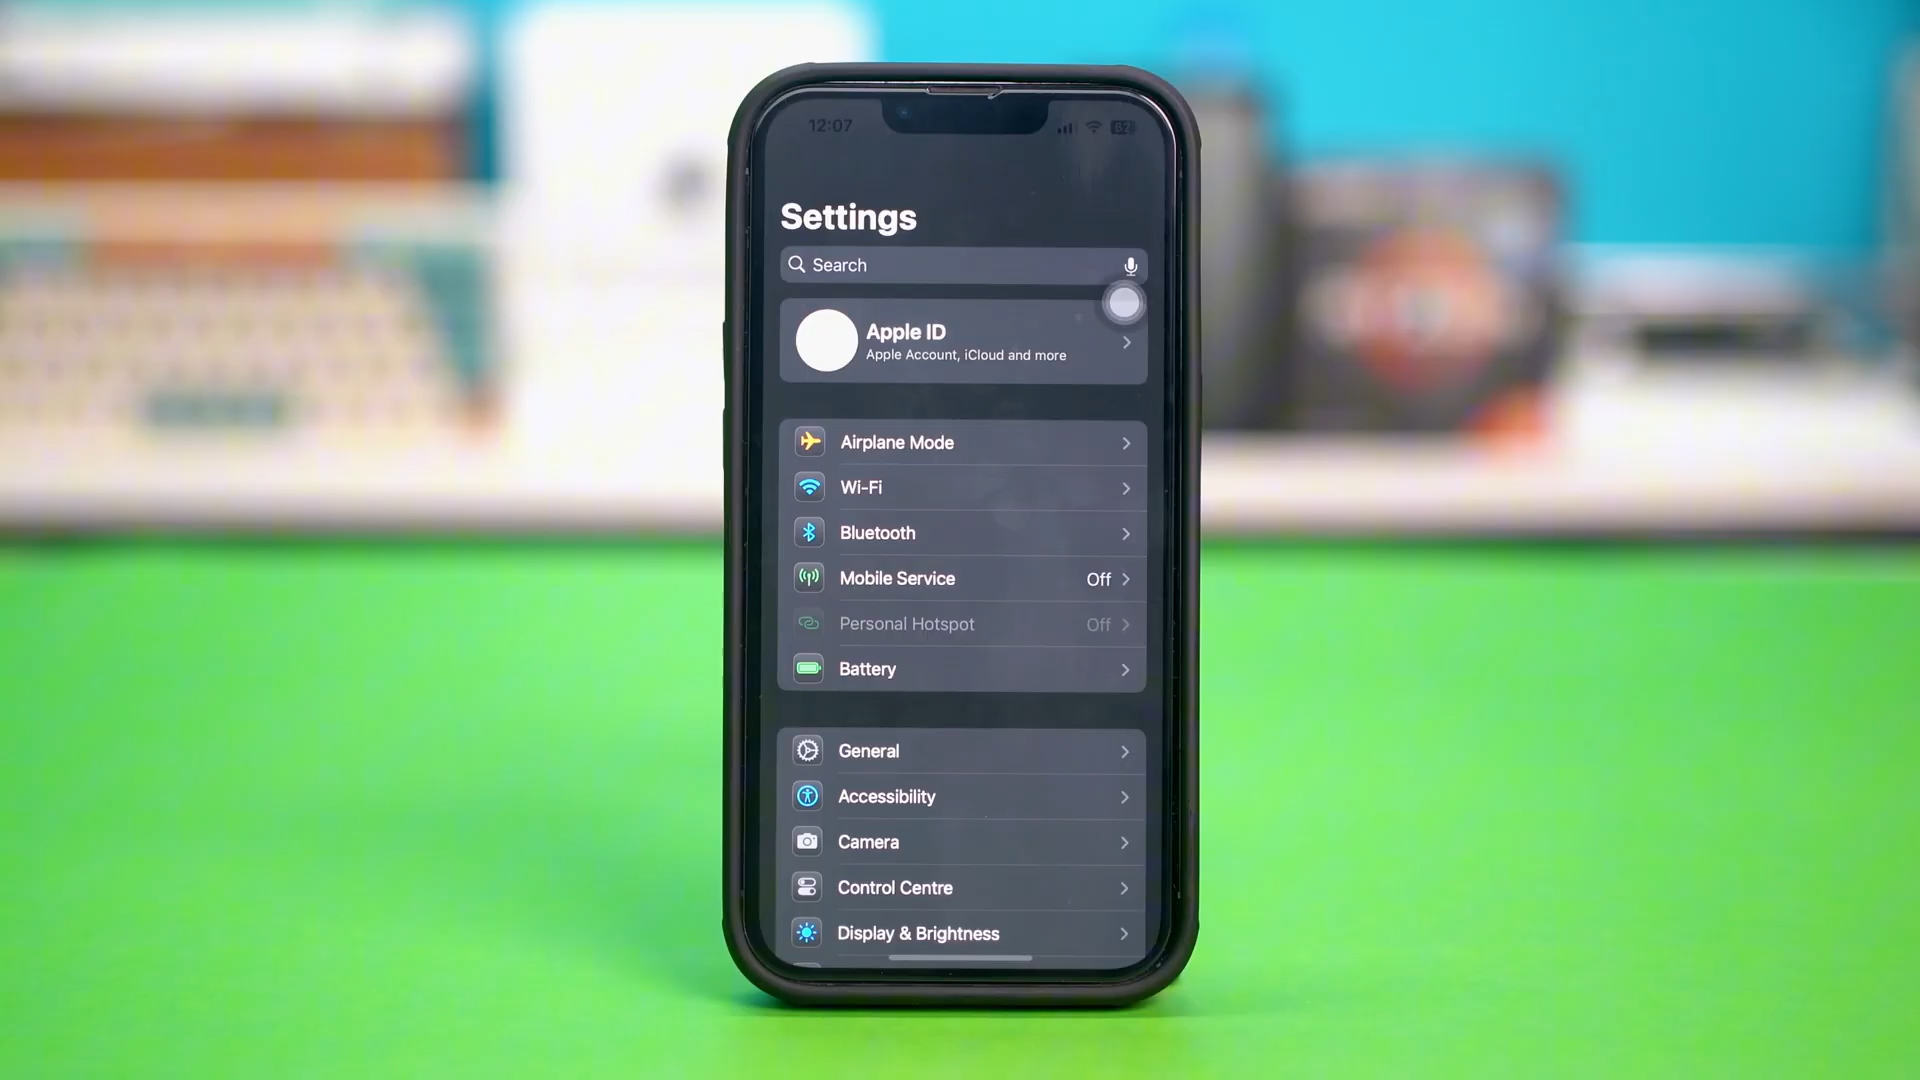 12:07
82
Settings
Search
Apple ID
Apple Account, iCloud and more
Airplane Mode
Wi-Fi
Bluetooth
Mobile Service Off
Personal Hotspot Off
Battery
General
Accessibility
Camera
Control Centre
Display & Brightness